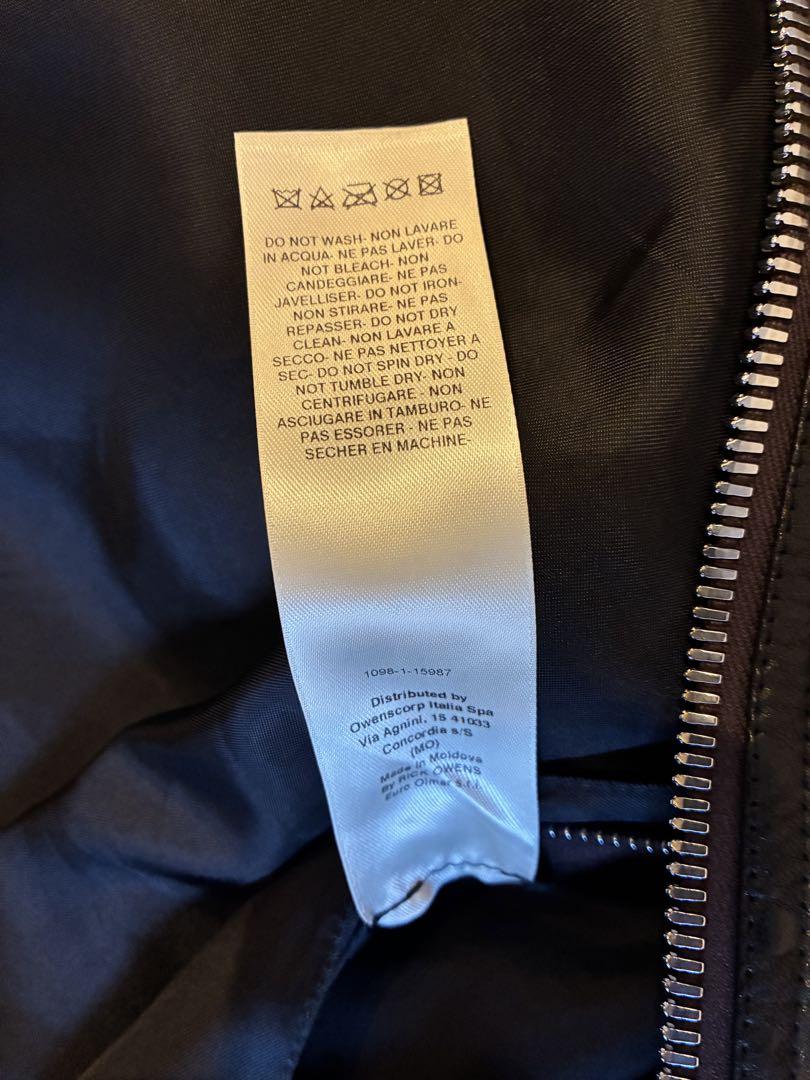 DO NOT WASH- NON LAVARE
IN ACQUA- NE PAS LAVER- DO
NOT BLEACH- NON
CANDEGGIARE- NE PAS
JAVELLISER- DO NOT IRON-
NON STIRARE- NE PAS
REPASSER- DO NOT DRY
CLEAN- NON LAVARE A
SECCO- NE PAS NETTOYER A
SEC- DO NOT SPIN DRY - DO
NOT TUMBLE DRY- NON
CENTRIFUGARE - NON
ASCIUGARE IN TAMBURO- NE
PAS ESSORER - NE PAS
SECHER EN MACHINE-
1098-1-15987
Distributed by
Owenscorp Italia Spa
Via Agnini, 15 41033
Concordia s/S
(MO)
Made in Moldova
By RICK OWENS
Euro Olmar s.r.l.